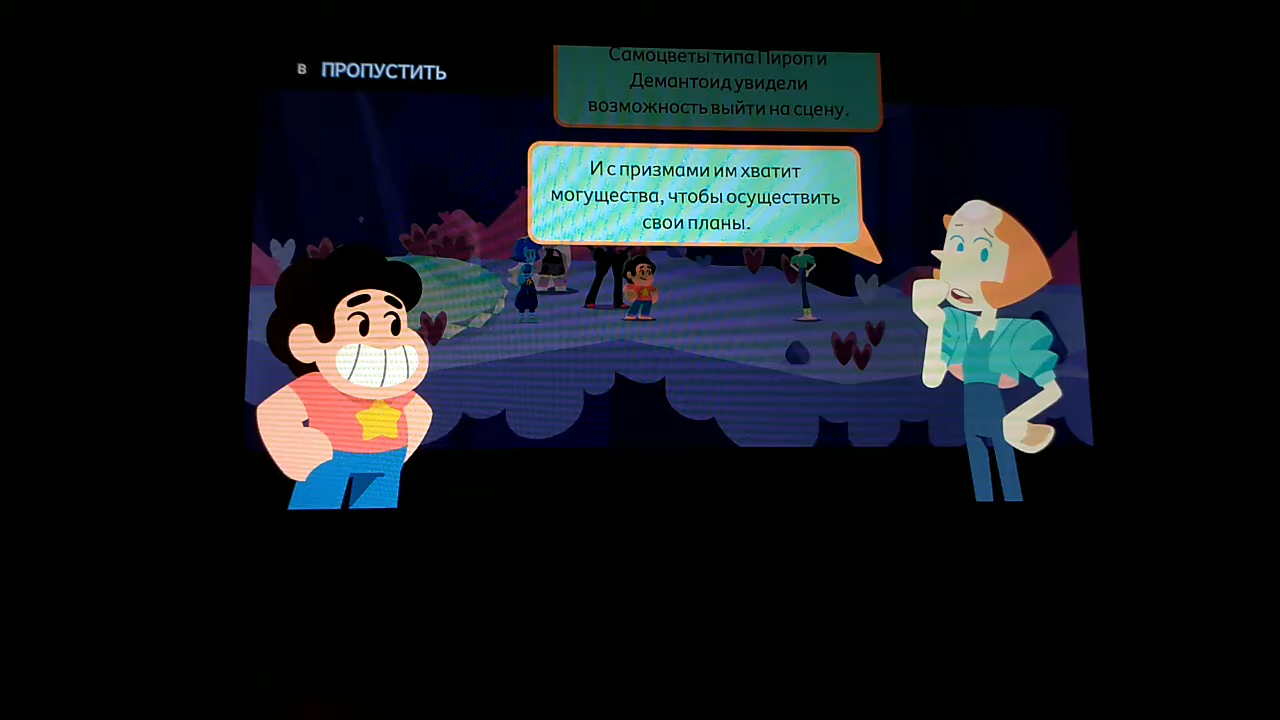 B ПРОПУСТИТЬ
Самоцветы типа Пироп и
Демантоид увидели
возможность выйти на сцену.
И с призмами им хватит
могущества, чтобы осуществить
свои планы.